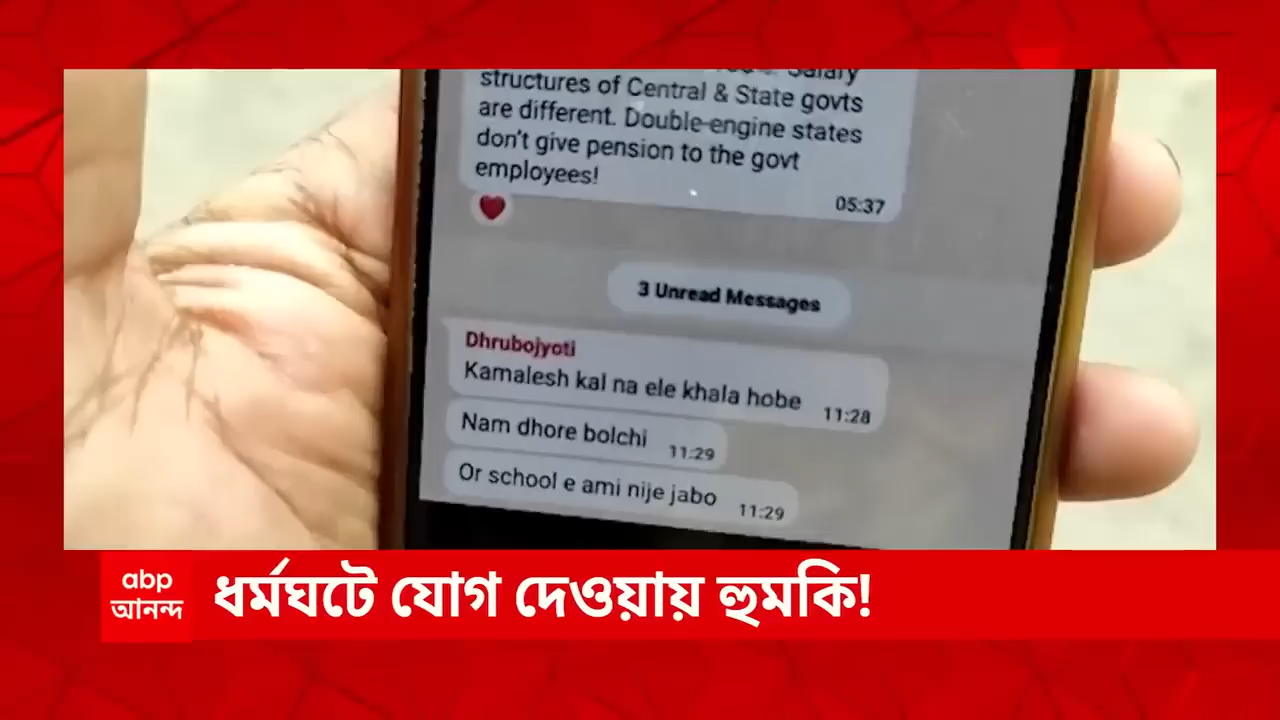 Salary
structures of Central & State govts
are different. Double-engine states
don't give pension to the govt
employees!
05:37
3 Unread Messages
Dhrubojyoti
Kamalesh kal na ele khala hobe 11:28
Nam dhore bolchi 11:29
Or school e ami nije jabo 11:29
abp
আনন্দ
ধর্মঘটে যোগ দেওয়ায় হুমকি!